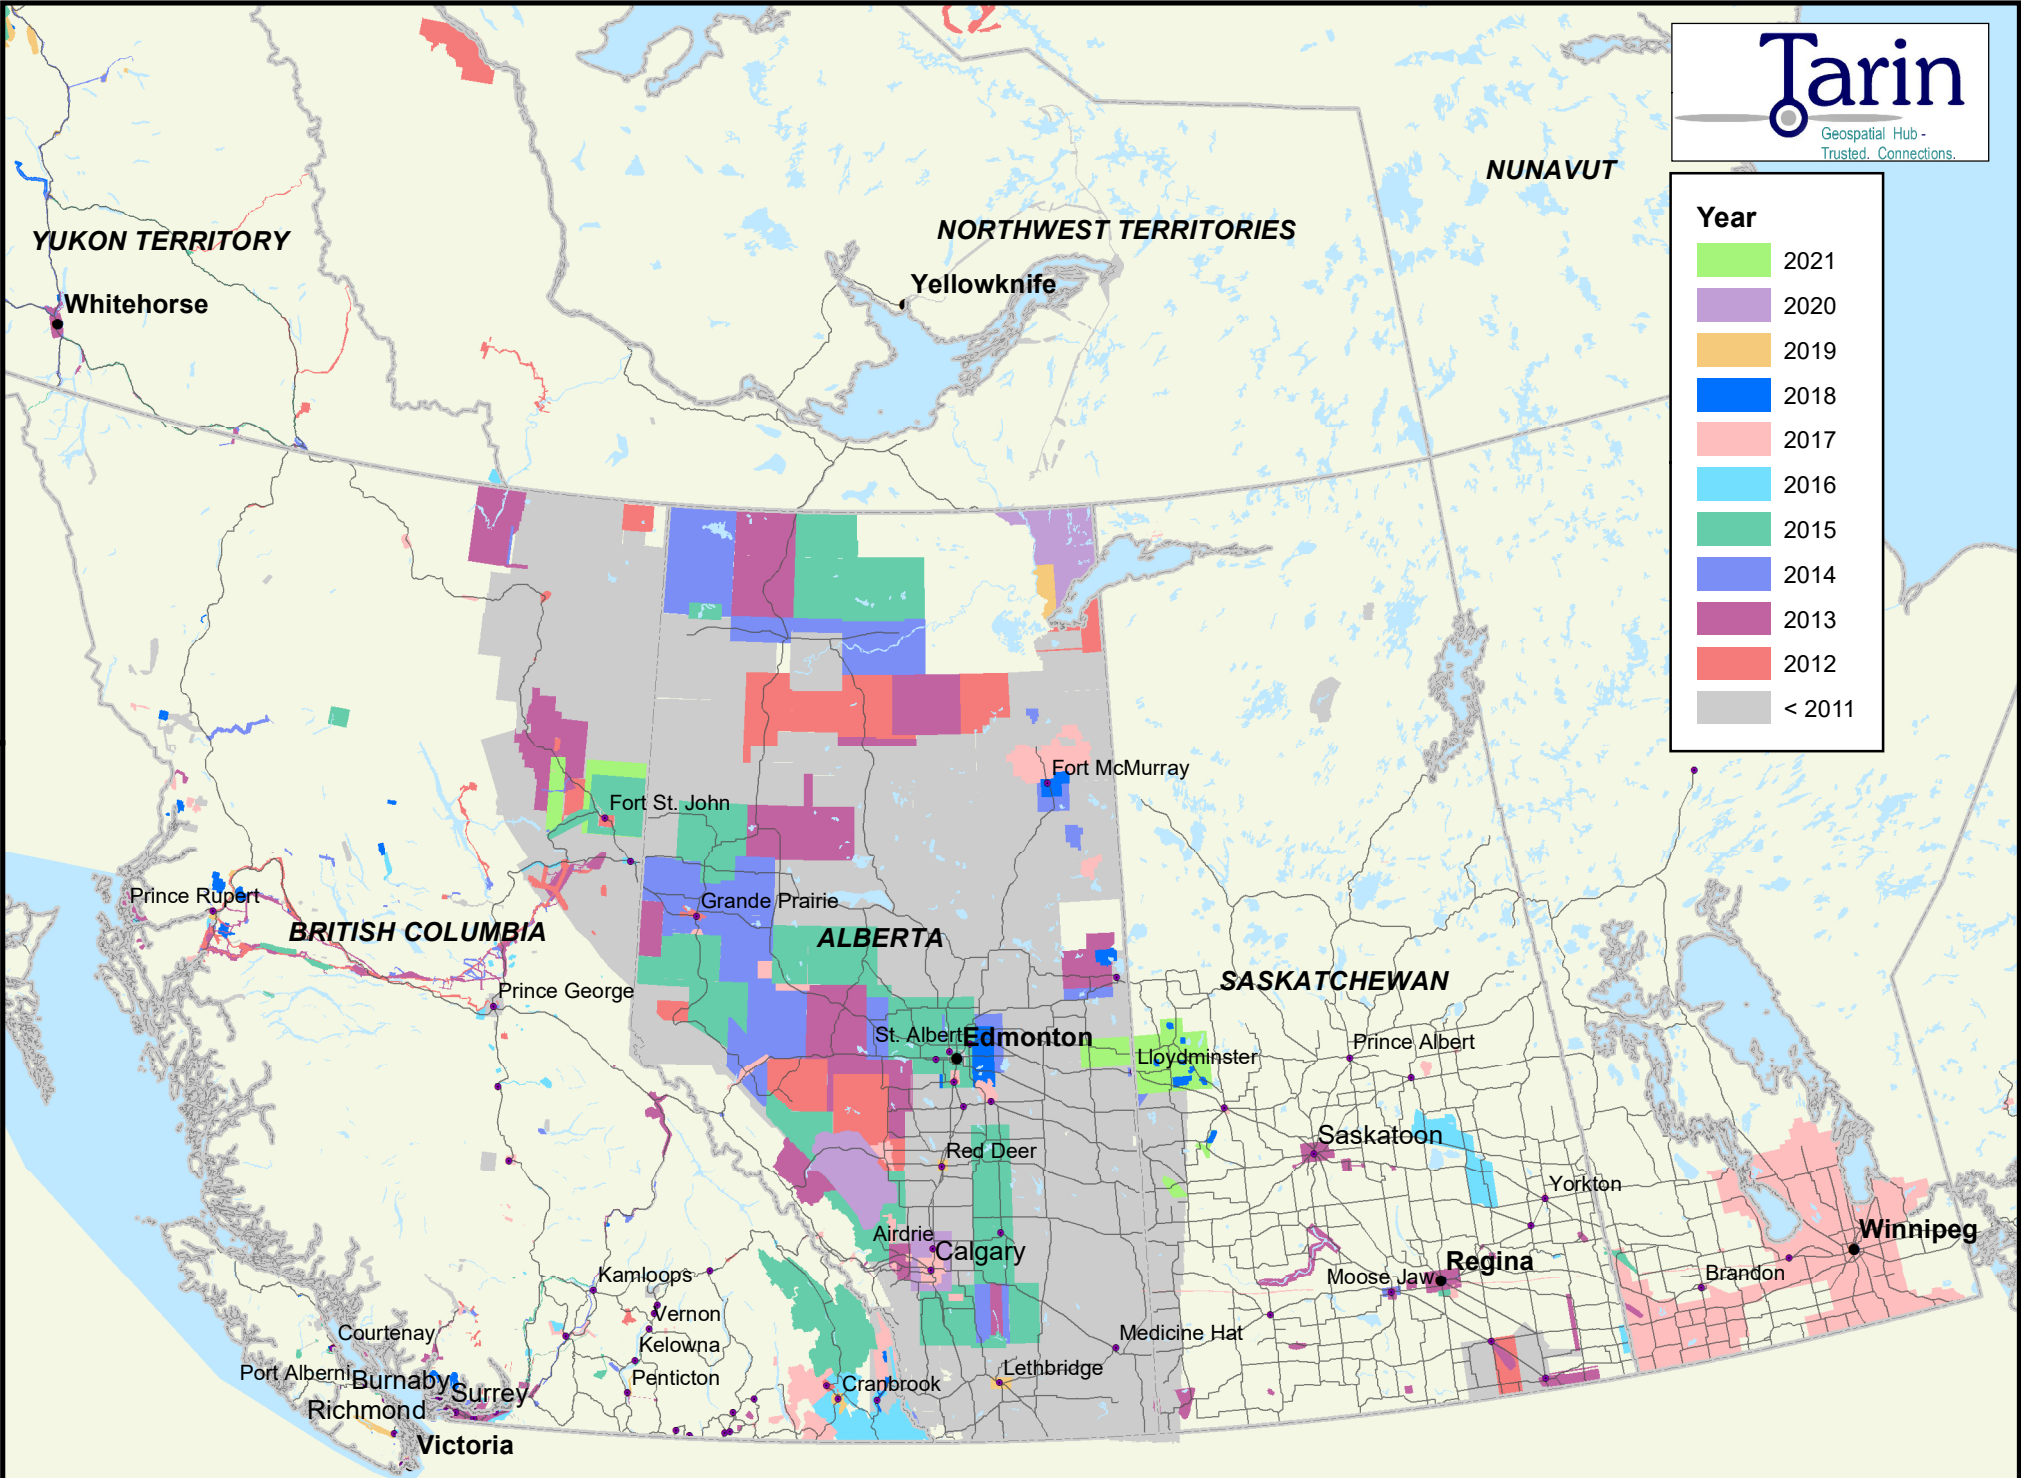 Tarin
Geospatial Hub -
Trusted. Connections.
NUNAVUT
Year
2021
2020
2019
2018
2017
2016
2015
2014
2013
2012
< 2011
NORTHWEST TERRITORIES
YUKON TERRITORY
Yellowknife
Whitehorse
Fort McMurray
Fort St. John
Prince Rupert
Grande Prairie
BRITISH COLUMBIA
ALBERTA
SASKATCHEWAN
Prince George
St. Albert
Edmonton
Lloydminster
Prince Albert
Saskatoon
Red Deer
Yorkton
Airdrie
Calgary
Winnipeg
Regina
Moose Jaw
Brandon
Kamloops
Vernon
Courtenay
Kelowna
Medicine Hat
Port Alberni
Burnaby
Penticton
Lethbridge
Cranbrook
Surrey
Richmond
Victoria